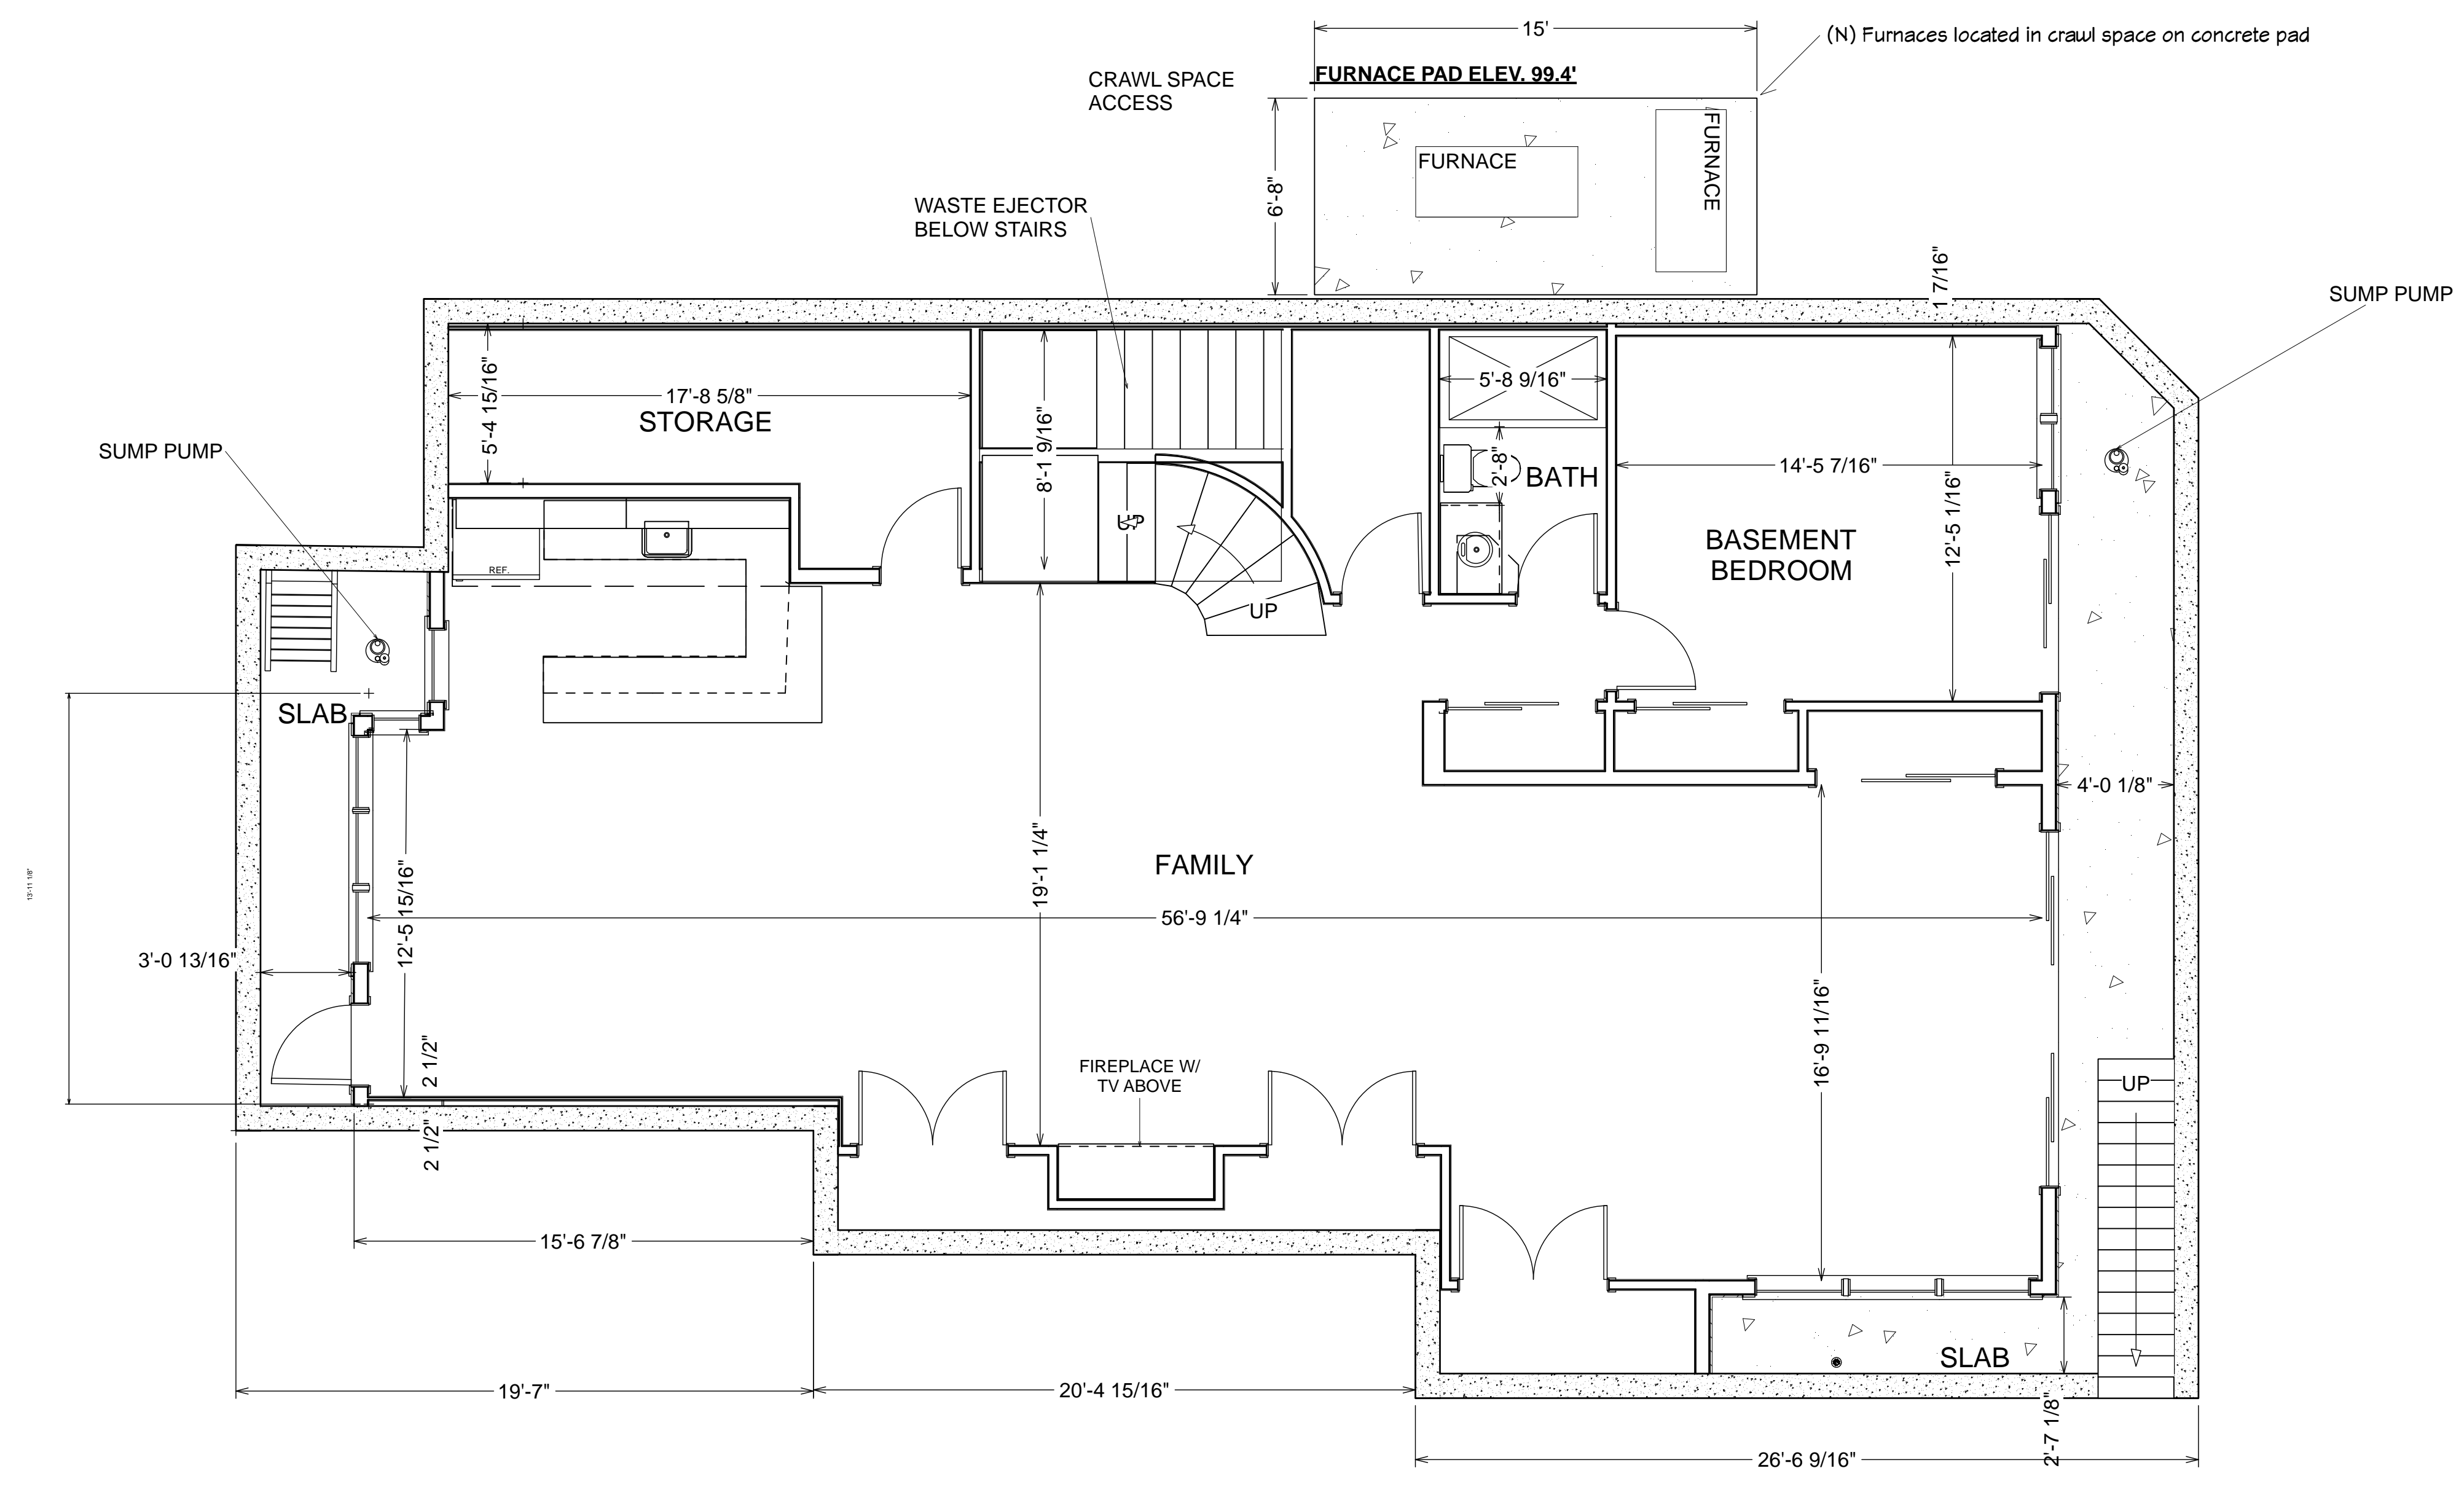 15'
(N) Furnaces located in crawl space on concrete pad
FURNACE PAD ELEV. 99.4'
CRAWL SPACE
ACCESS
FURNACE
FURNACE
6'-8"
WASTE EJECTOR
BELOW STAIRS
1 7/16"
SUMP PUMP
5'-4 15/16"
17'-8 5/8"
STORAGE
8'-1 9/16"
5'-8 9/16"
2'-8"
BATH
14'-5 7/16"
12'-5 1/16"
BASEMENT
BEDROOM
SUMP PUMP
REF.
UP
UP
SLAB
4'-0 1/8"
FAMILY
19'-1 1/4"
56'-9 1/4"
13'-11 1/8"
12'-5 15/16"
3'-0 13/16"
16'-9 11/16"
2 1/2"
2 1/2"
FIREPLACE W/
TV ABOVE
UP
15'-6 7/8"
SLAB
19'-7"
20'-4 15/16"
2'-7 1/8"
26'-6 9/16"